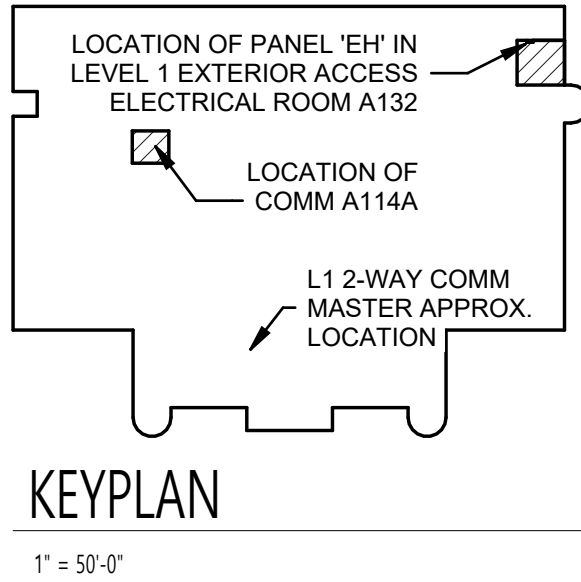 LOCATION OF PANEL 'EH' IN
LEVEL 1 EXTERIOR ACCESS
ELECTRICAL ROOM A132
LOCATION OF
COMM A114A
L1 2-WAY COMM
MASTER APPROX.
LOCATION
KEYPLAN
1" = 50'-0"